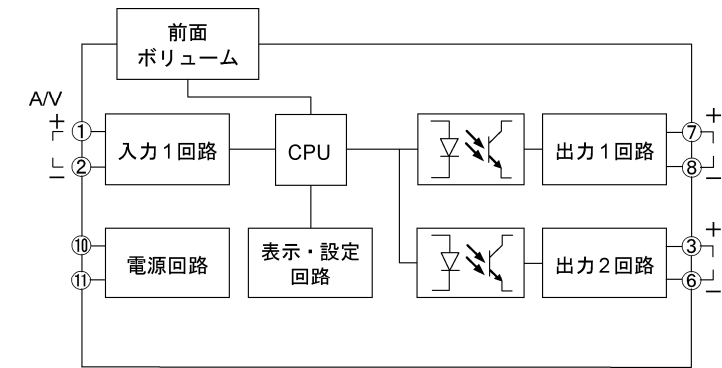 前面
ボリューム
A/V
+
①
②
−
入力1回路
CPU
出力1回路
+
⑦
⑧
−
⑩
⑪
電源回路
表示・設定
回路
出力2回路
+
③
⑥
−